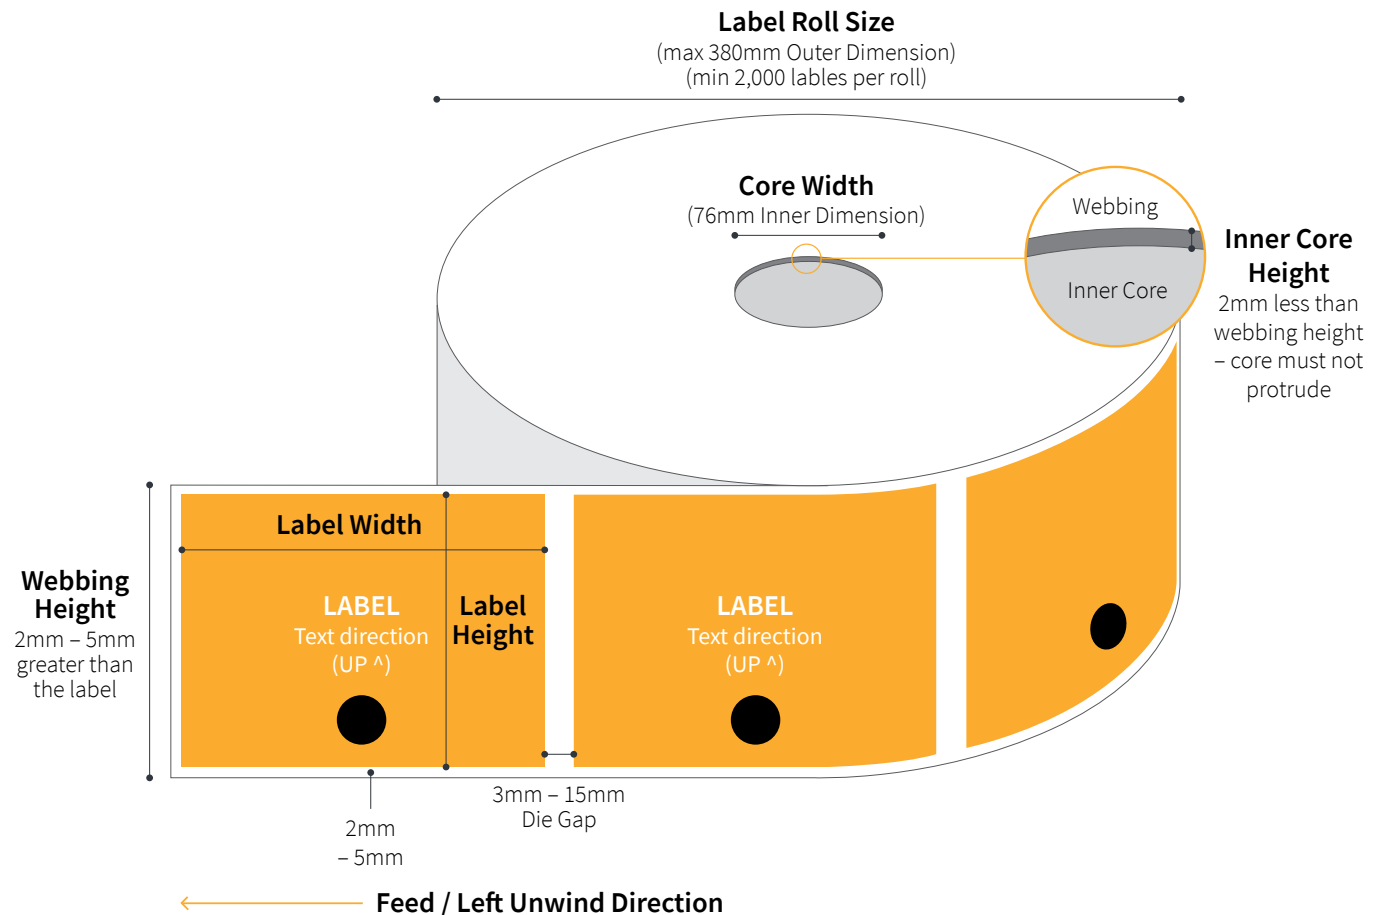 Label Roll Size
(max 380mm Outer Dimension)
(min 2,000 lables per roll)
Core Width
(76mm Inner Dimension)
Webbing
Inner Core
Inner Core
Height
2mm less than
webbing height
– core must not
protrude
Label Width
Webbing
Height
2mm – 5mm
greater than
the label
LABEL
Text direction
(UP ^)
Label
Height
LABEL
Text direction
(UP ^)
3mm – 15mm
Die Gap
2mm
– 5mm
Feed / Left Unwind Direction